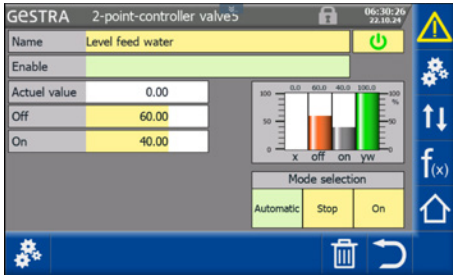 GESTRA 2-point-controller valve5 06:30:26
22.10.24
Name Level feed water
Enable
Actuel value 0.00
Off 60.00
On 40.00
0,0 60,0 40,0 100,0
100 100
%
50 50
0 0
x off on yw
Mode selection
Automatic Stop On
f(x)